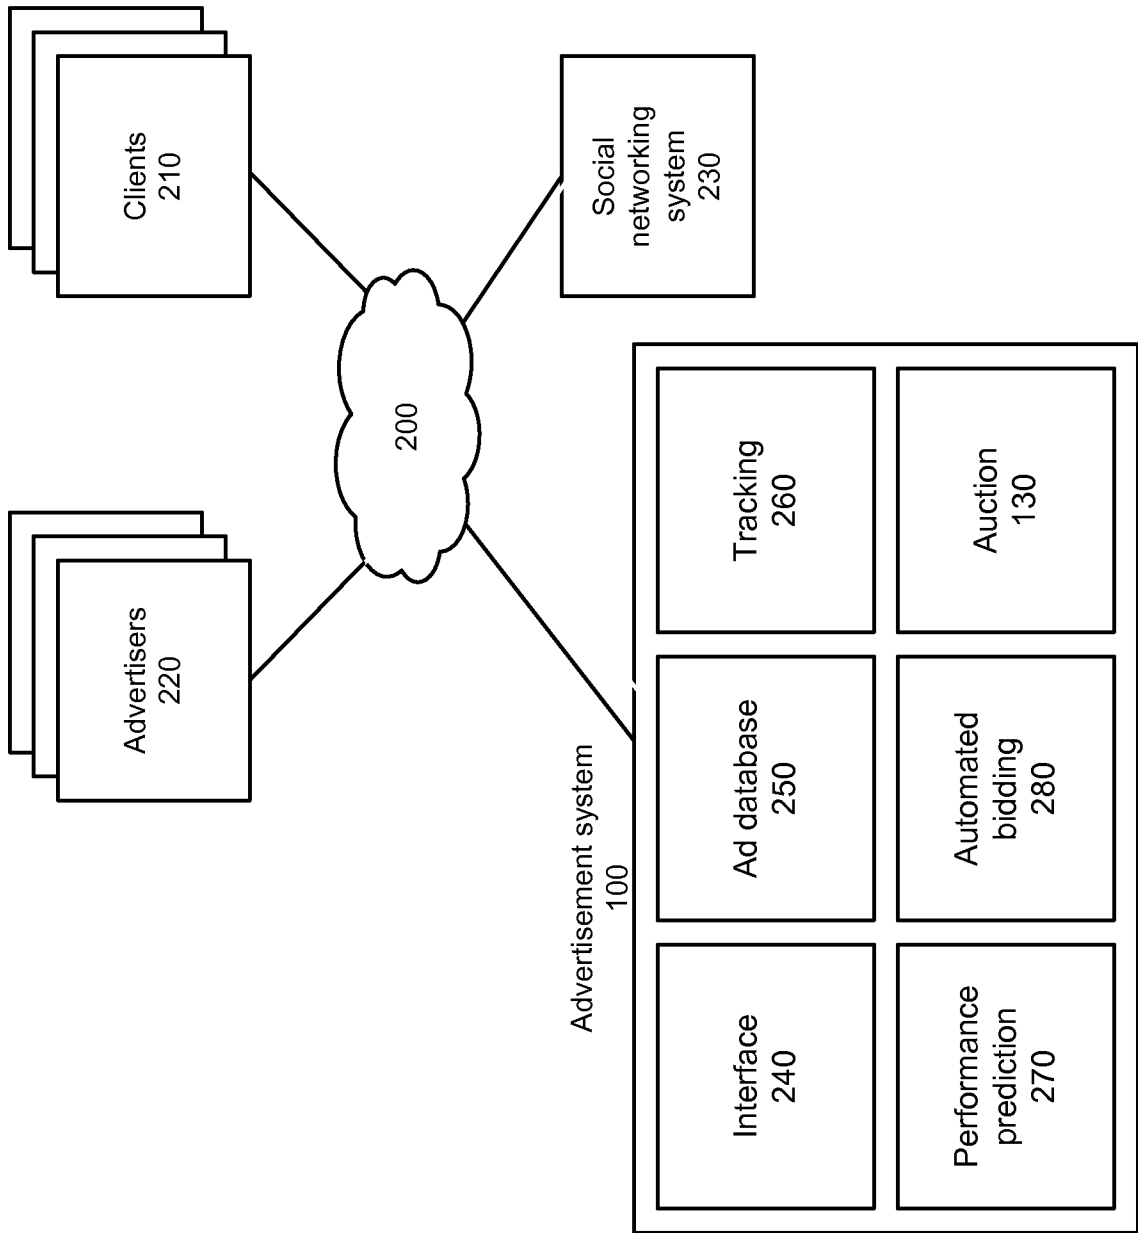 Advertisers
220
Clients
210
200
Advertisement system
100
Social
networking
system
230
Interface
240
Ad database
250
Tracking
260
Performance
prediction
270
Automated
bidding
280
Auction
130